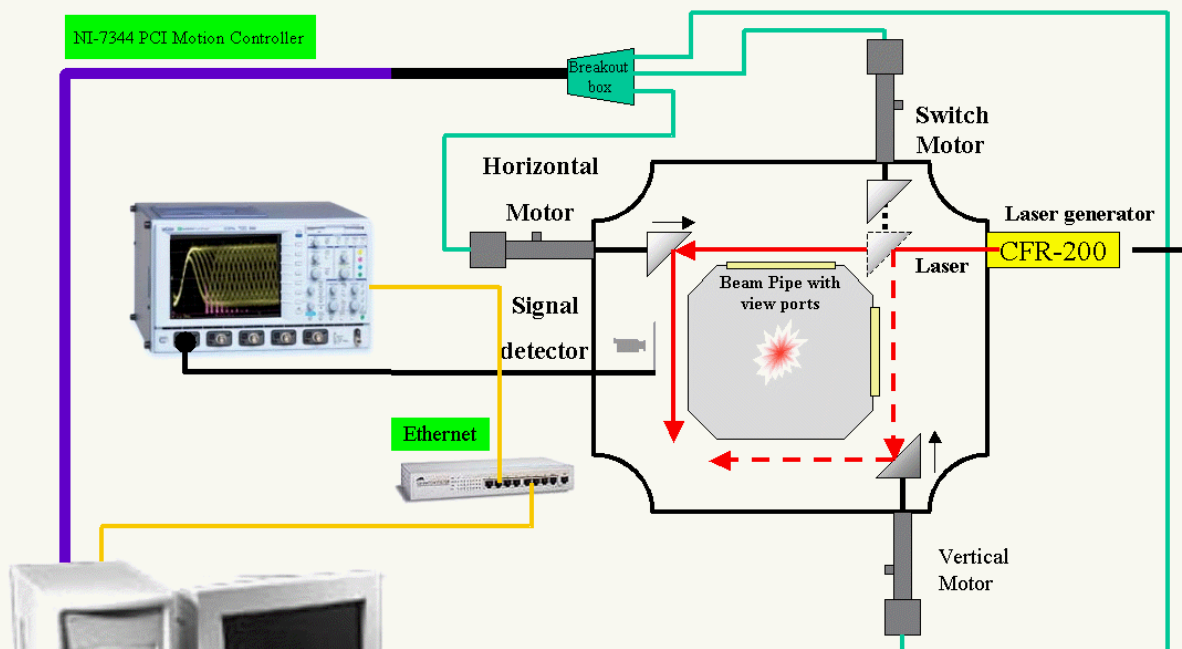 NI-7344 PCI Motion Controller
Breakout
box
Switch
Motor
Horizontal
Motor
Laser generator
CFR-200
Laser
Beam Pipe with
view ports
Signal
detector
Ethernet
Vertical
Motor